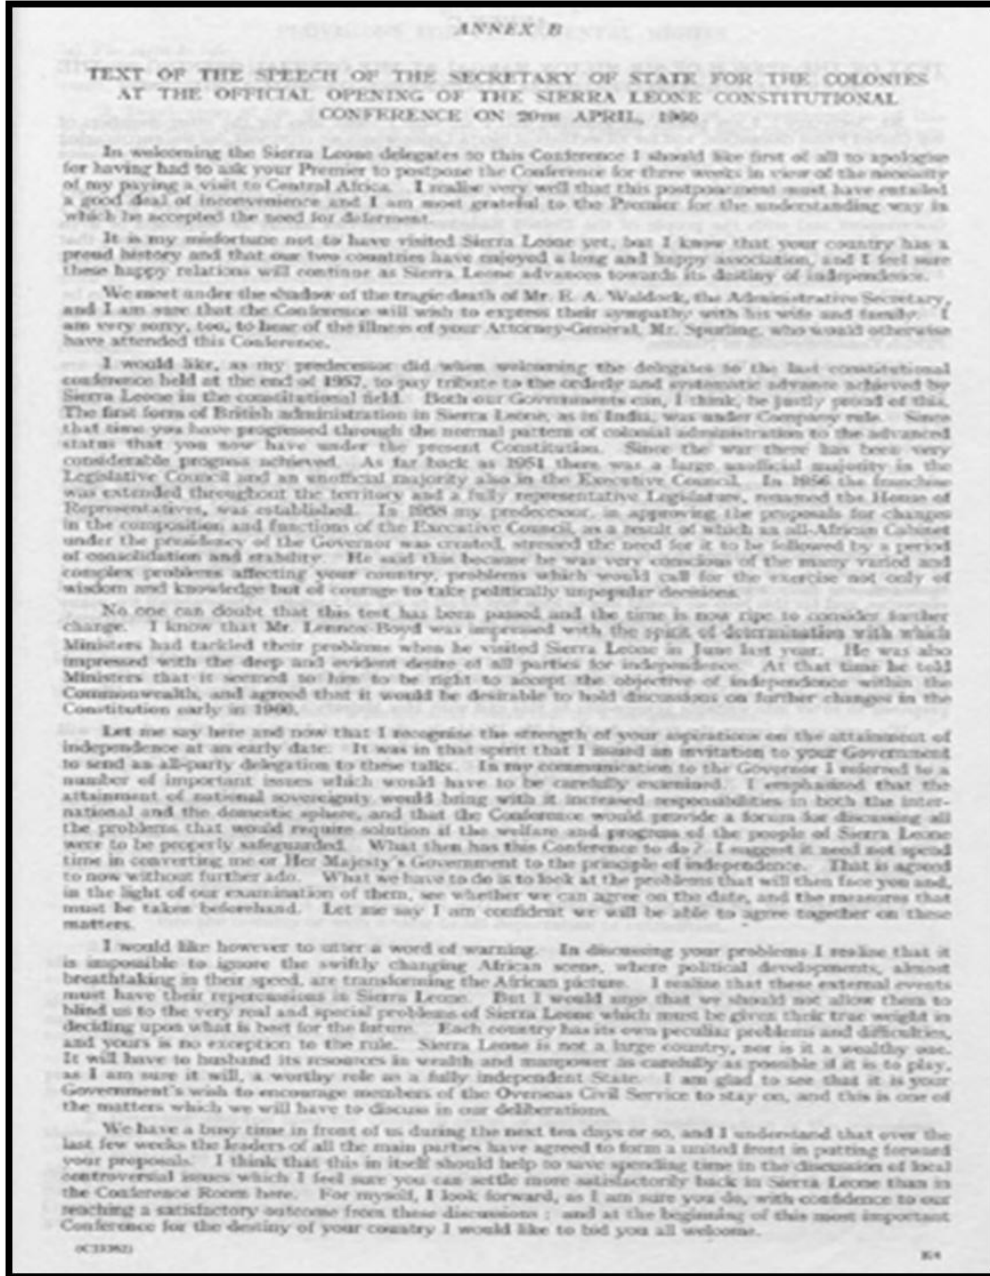 ANNEX B
TEXT OF THE SPEECH OF THE SECRETARY OF STATE FOR THE COLONIES
AT THE OFFICIAL OPENING OF THE SIERRA LEONE CONSTITUTIONAL
CONFERENCE ON 20TH APRIL, 1960
In welcoming the Sierra Leone delegates to this Conference I should like first of all to apologise
for having had to ask your Premier to postpone the Conference for three weeks in view of the necessity
of my paying a visit to Central Africa. I realise very well that this postponement must have entailed
a good deal of inconvenience and I am most grateful to the Premier for the understanding way in
which he accepted the need for deferment.
It is my misfortune not to have visited Sierra Leone yet, but I know that your country has a
proud history and that our two countries have enjoyed a long and happy association, and I feel sure
these happy relations will continue as Sierra Leone advances towards its destiny of independence.
We meet under the shadow of the tragic death of Mr. E. A. Waldock, the Administrative Secretary,
and I am sure that the Conference will wish to express their sympathy with his wife and family. I
am very sorry, too, to hear of the illness of your Attorney-General, Mr. Spurling, who would otherwise
have attended this Conference.
I would like, as my predecessor did when welcoming the delegates to the last constitutional
conference held at the end of 1957, to pay tribute to the orderly and systematic advance achieved by
Sierra Leone in the constitutional field. Both our Governments can, I think, be justly proud of this.
The first form of British administration in Sierra Leone, as in India, was under Company rule. Since
that time you have progressed through the normal pattern of colonial administration to the advanced
status that you now have under the present Constitution. Since the war there has been very
considerable progress achieved. As far back as 1951 there was a large unofficial majority in the
Legislative Council and an unofficial majority also in the Executive Council. In 1956 the franchise
was extended throughout the territory and a fully representative Legislature, renamed the House of
Representatives, was established. In 1958 my predecessor, in approving the proposals for changes
in the composition and functions of the Executive Council, as a result of which an all-African Cabinet
under the presidency of the Governor was created, stressed the need for it to be followed by a period
of consolidation and stability. He said this because he was very conscious of the many varied and
complex problems affecting your country, problems which would call for the exercise not only of
wisdom and knowledge but of courage to take politically unpopular decisions.
No one can doubt that this test has been passed and the time is now ripe to consider further
change. I know that Mr. Lennox-Boyd was impressed with the spirit of determination with which
Ministers had tackled their problems when he visited Sierra Leone in June last year. He was also
impressed with the deep and evident desire of all parties for independence. At that time he told
Ministers that it seemed to him to be right to accept the objective of independence within the
Commonwealth, and agreed that it would be desirable to hold discussions on further changes in the
Constitution early in 1960.
Let me say here and now that I recognise the strength of your aspirations on the attainment of
independence at an early date. It was in that spirit that I issued an invitation to your Government
to send an all-party delegation to these talks. In my communication to the Governor I referred to a
number of important issues which would have to be carefully examined. I emphasised that the
attainment of national sovereignty would bring with it increased responsibilities in both the inter-
national and the domestic sphere, and that the Conference would provide a forum for discussing all
the problems that would require solution if the welfare and progress of the people of Sierra Leone
were to be properly safeguarded. What then has this Conference to do? I suggest it need not spend
time in converting me or Her Majesty's Government to the principle of independence. That is agreed
to now without further ado. What we have to do is to look at the problems that will then face you and,
in the light of our examination of them, see whether we can agree on the date, and the measures that
must be taken beforehand. Let me say I am confident we will be able to agree together on these
matters.
I would like however to utter a word of warning. In discussing your problems I realise that it
is impossible to ignore the swiftly changing African scene, where political developments, almost
breathtaking in their speed, are transforming the African picture. I realise that these external events
must have their repercussions in Sierra Leone. But I would urge that we should not allow them to
blind us to the very real and special problems of Sierra Leone which must be given their true weight in
deciding upon what is best for the future. Each country has its own peculiar problems and difficulties,
and yours is no exception to the rule. Sierra Leone is not a large country, nor is it a wealthy one.
It will have to husband its resources in wealth and manpower as carefully as possible if it is to play,
as I am sure it will, a worthy role as a fully independent State. I am glad to see that it is your
Government's wish to encourage members of the Overseas Civil Service to stay on, and this is one of
the matters which we will have to discuss in our deliberations.
We have a busy time in front of us during the next ten days or so, and I understand that over the
last few weeks the leaders of all the main parties have agreed to form a united front in putting forward
your proposals. I think that this in itself should help to save spending time in the discussion of local
controversial issues which I feel sure you can settle more satisfactorily back in Sierra Leone than in
the Conference Room here. For myself, I look forward, as I am sure you do, with confidence to our
reaching a satisfactory outcome from these discussions; and at the beginning of this most important
Conference for the destiny of your country I would like to bid you all welcome.